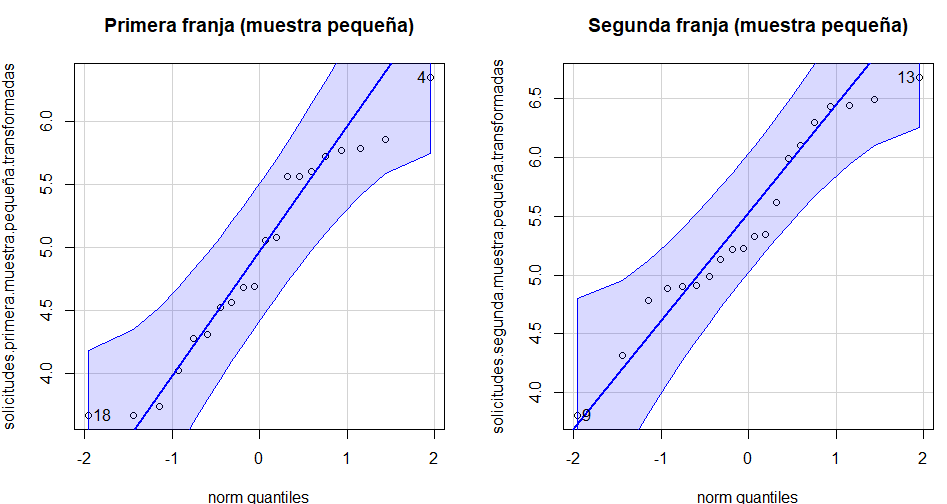 Primera franja (muestra pequeña)
solicitudes.primera.muestra.pequeña.transformadas
6.0
5.5
5.0
4.5
4.0
4
18
-2 -1 0 1 2
norm quantiles
Segunda franja (muestra pequeña)
solicitudes.segunda.muestra.pequeña.transformadas
6.5
6.0
5.5
5.0
4.5
4.0
13
9
-2 -1 0 1 2
norm quantiles